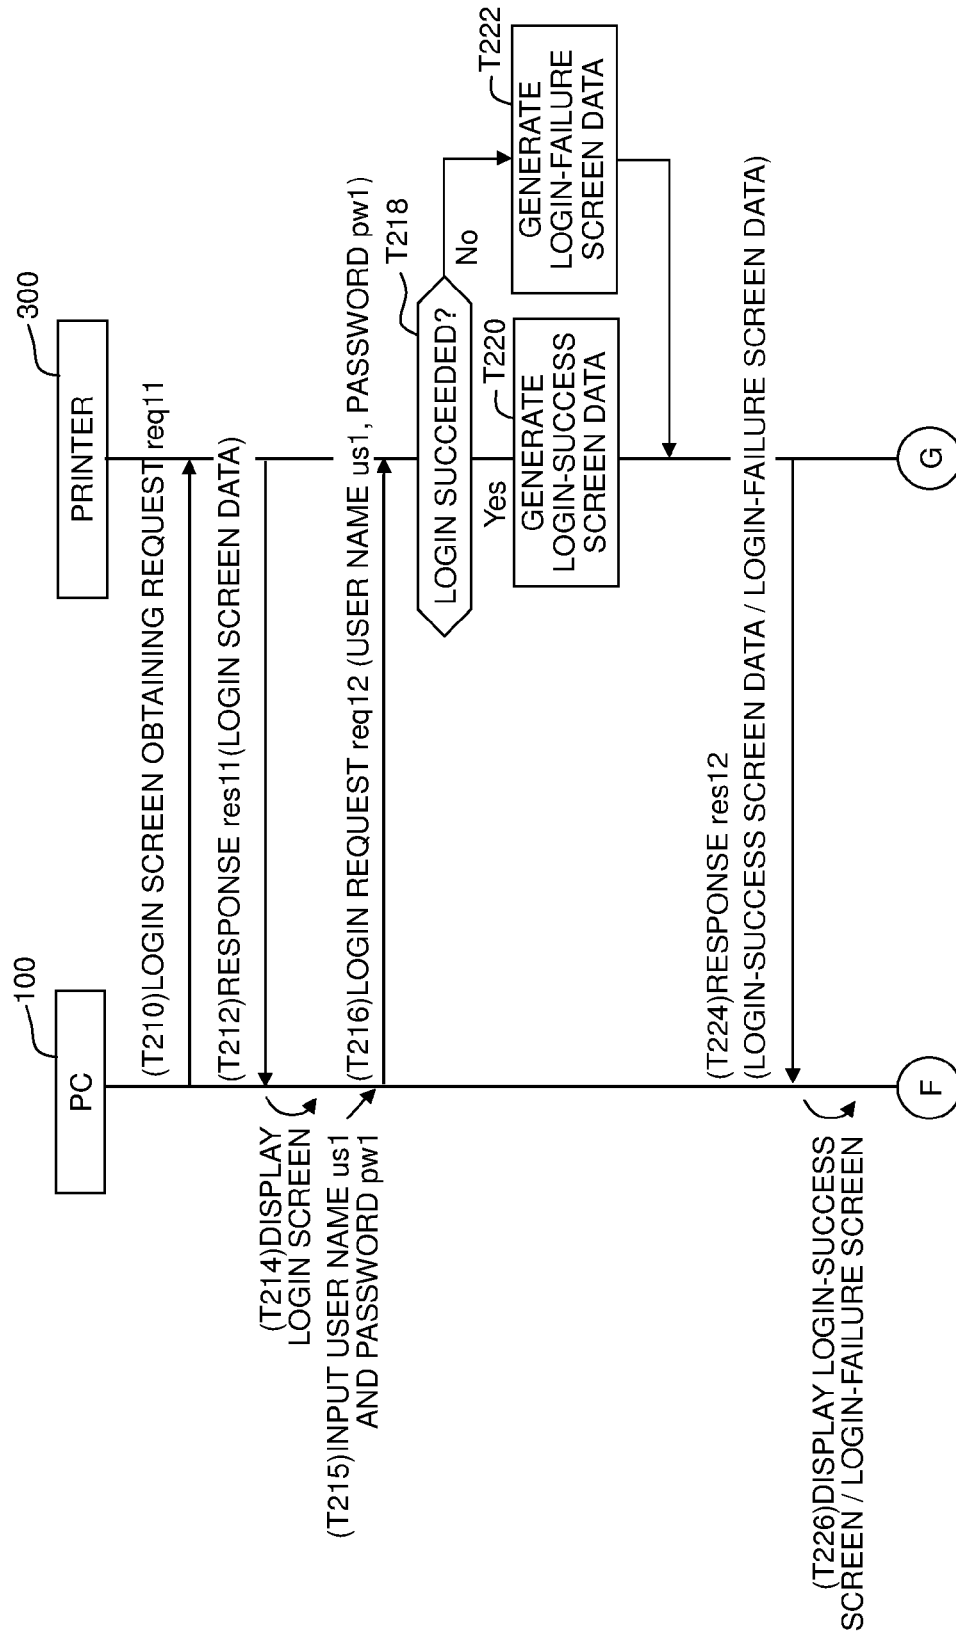 PC
100
PRINTER
300
(T210)LOGIN SCREEN OBTAINING REQUEST req11
(T212)RESPONSE res11(LOGIN SCREEN DATA)
(T214)DISPLAY
LOGIN SCREEN
(T215)INPUT USER NAME us1
AND PASSWORD pw1
(T216)LOGIN REQUEST req12 (USER NAME us1, PASSWORD pw1)
LOGIN SUCCEEDED?
T218
Yes
No
T220
GENERATE
LOGIN-SUCCESS
SCREEN DATA
T222
GENERATE
LOGIN-FAILURE
SCREEN DATA
(T224)RESPONSE res12
(LOGIN-SUCCESS SCREEN DATA / LOGIN-FAILURE SCREEN DATA)
(T226)DISPLAY LOGIN-SUCCESS
SCREEN / LOGIN-FAILURE SCREEN
F
G